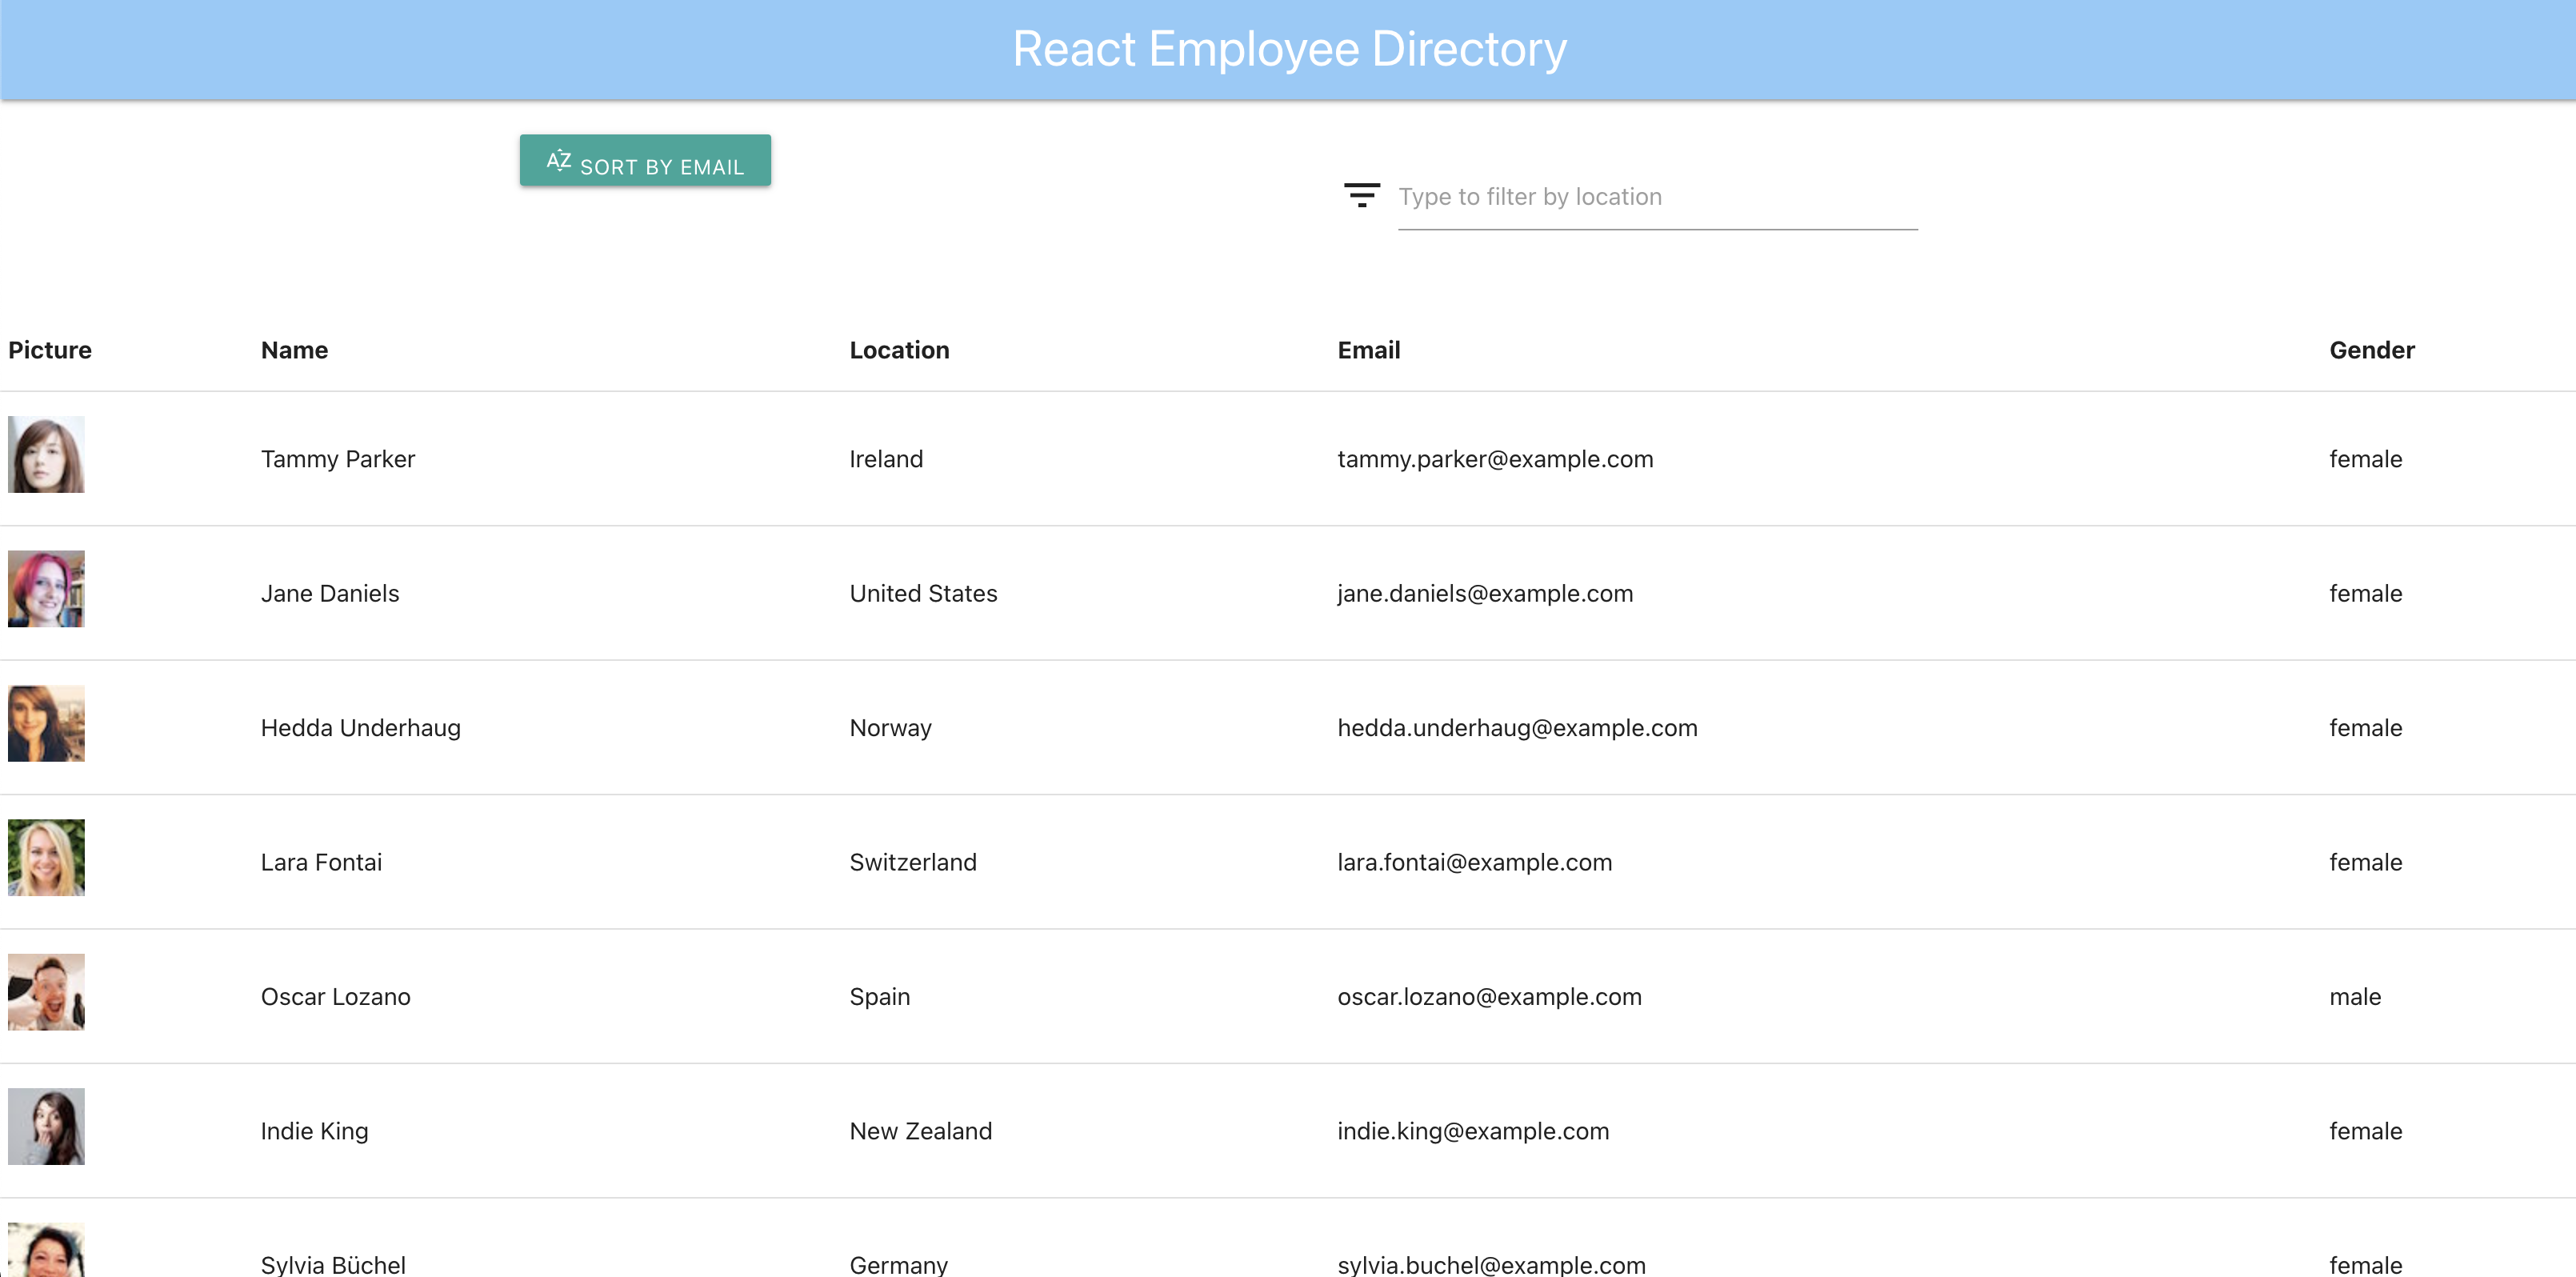 React Employee Directory
AZ SORT BY EMAIL
Type to filter by location
Picture Name Location Email Gender
Tammy Parker Ireland tammy.parker@example.com female
Jane Daniels United States jane.daniels@example.com female
Hedda Underhaug Norway hedda.underhaug@example.com female
Lara Fontai Switzerland lara.fontai@example.com female
Oscar Lozano Spain oscar.lozano@example.com male
Indie King New Zealand indie.king@example.com female
Sylvia Büchel Germany sylvia.buchel@example.com female